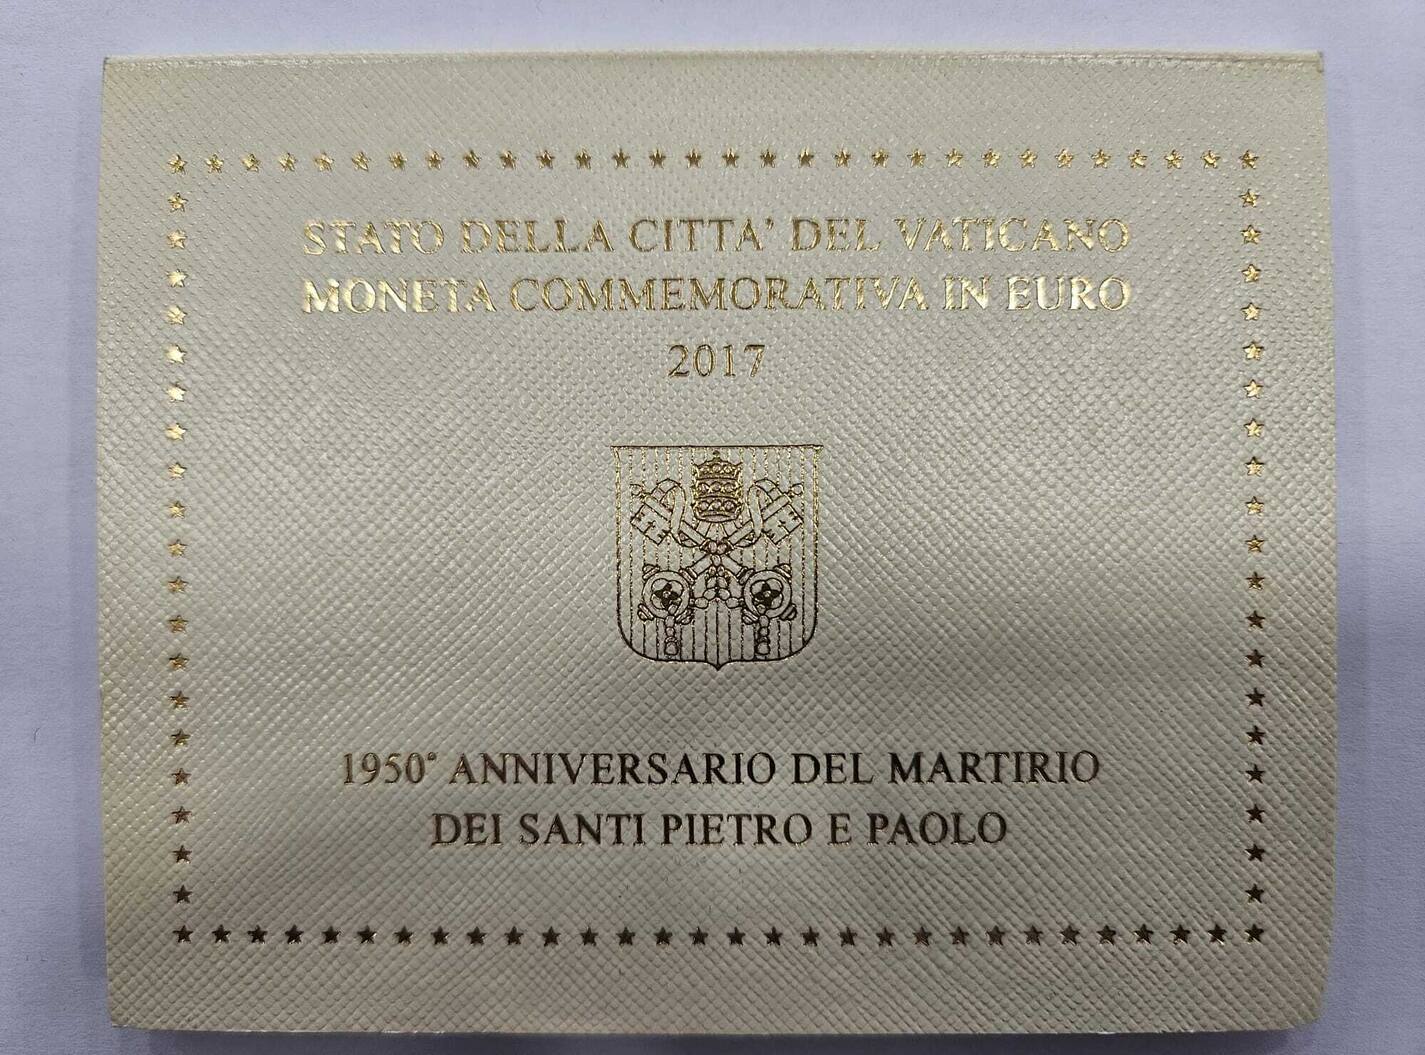 STATO DELLA CITTA' DEL VATICANO
MONETA COMMEMORATIVA IN EURO
2017
1950° ANNIVERSARIO DEL MARTIRIO
DEI SANTI PIETRO E PAOLO